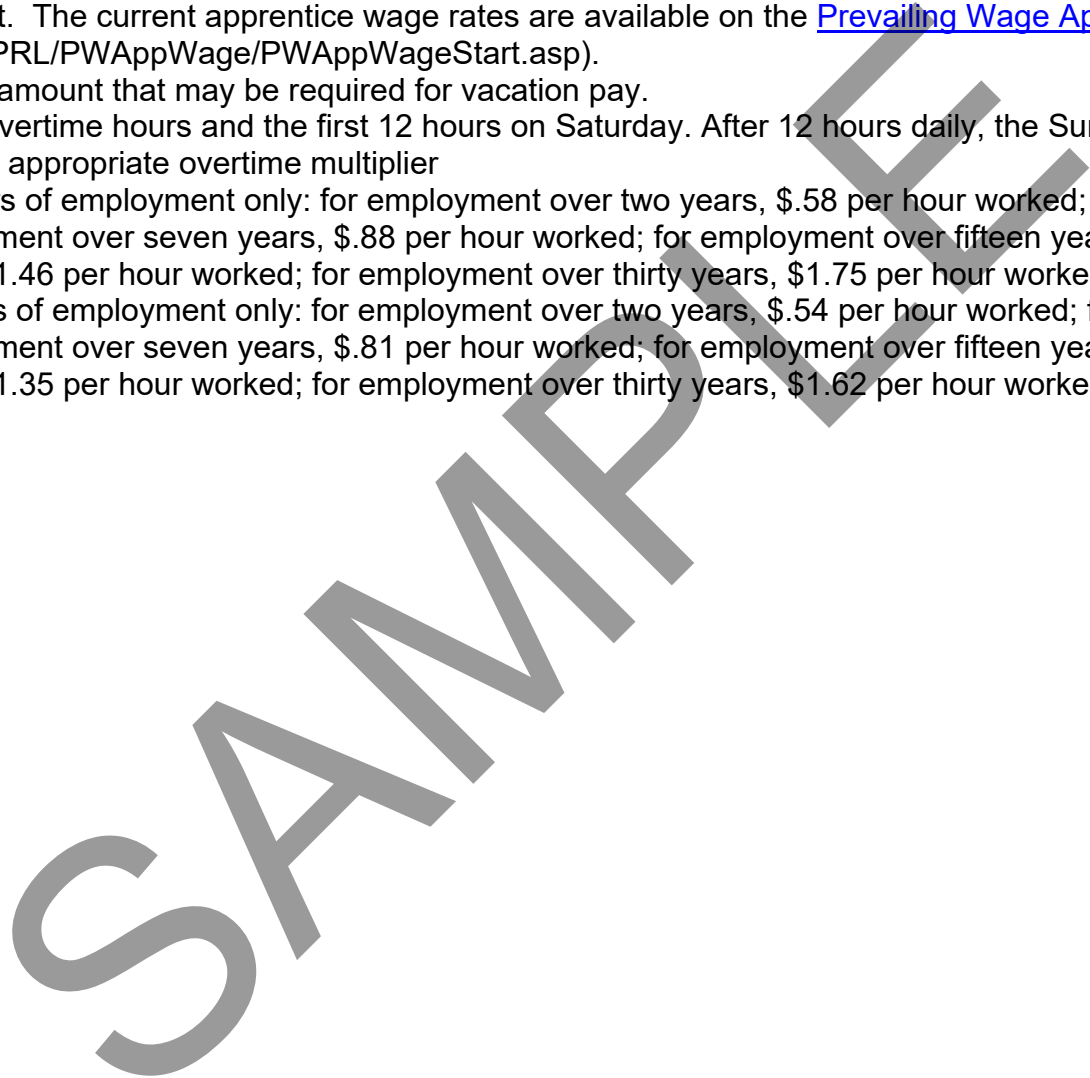 t.  The current apprentice wage rates are available on the Prevailing Wage Ap
PRL/PWAppWage/PWAppWageStart.asp).
amount that may be required for vacation pay.
vertime hours and the first 12 hours on Saturday. After 12 hours daily, the Su
appropriate overtime multiplier
s of employment only: for employment over two years, $.58 per hour worked;
ment over seven years, $.88 per hour worked; for employment over fifteen yea
1.46 per hour worked; for employment over thirty years, $1.75 per hour worke
s of employment only: for employment over two years, $.54 per hour worked; f
ment over seven years, $.81 per hour worked; for employment over fifteen yea
1.35 per hour worked; for employment over thirty years, $1.62 per hour worke
SAMPLE